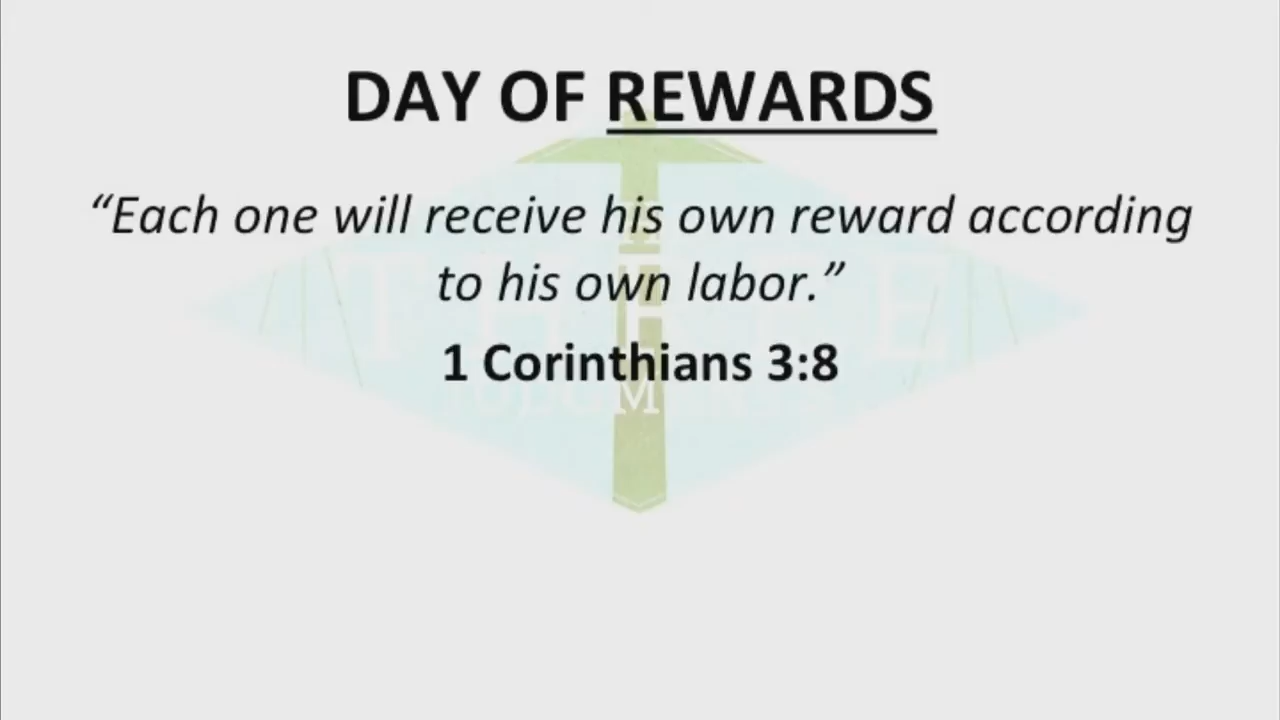 DAY OF REWARDS
“Each one will receive his own reward according
to his own labor.”
1 Corinthians 3:8